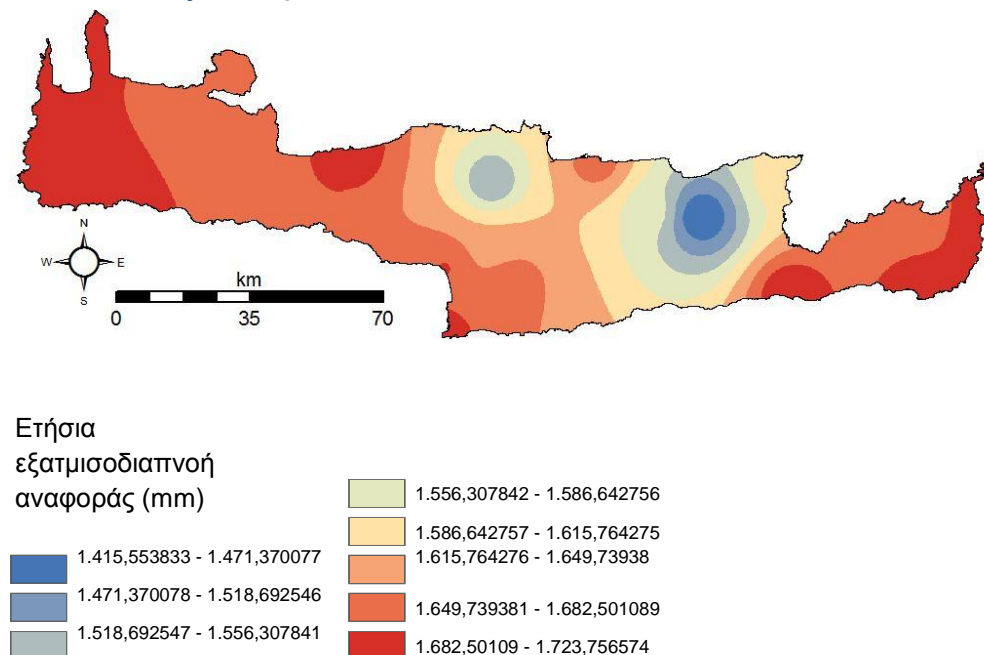 N
W E
S
km
0 35 70
Ετήσια
εξατμισοδιαπνοή
αναφοράς (mm)
1.415,553833 - 1.471,370077
1.471,370078 - 1.518,692546
1.518,692547 - 1.556,307841
1.556,307842 - 1.586,642756
1.586,642757 - 1.615,764275
1.615,764276 - 1.649,73938
1.649,739381 - 1.682,501089
1.682,50109 - 1.723,756574